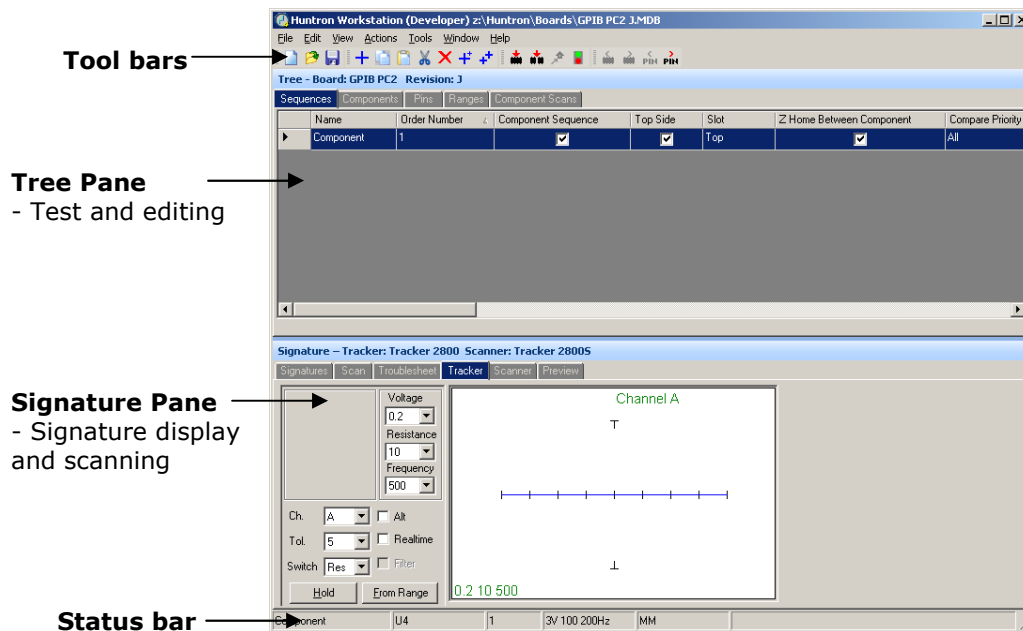 Huntron Workstation (Developer) z:\Huntron\Boards\GPIB PC2 J.MDB
File Edit View Actions Tools Window Help
Tool bars
PIN PIN
Tree - Board: GPIB PC2 Revision: J
Sequences Components Pins Ranges Component Scans
Name Order Number Component Sequence Top Side Slot Z Home Between Component Compare Priority
Component 1 Top All
Tree Pane
- Test and editing
Signature – Tracker: Tracker 2800 Scanner: Tracker 2800S
Signatures Scan Troublesheet Tracker Scanner Preview
Signature Pane
- Signature display
and scanning
Voltage
0.2
Resistance
10
Frequency
500
Channel A
Ch. A Alt
Tol. 5 Realtime
Switch Res Filter
Hold From Range
0.2 10 500
Status bar
Component U4 1 3V 100 200Hz MM